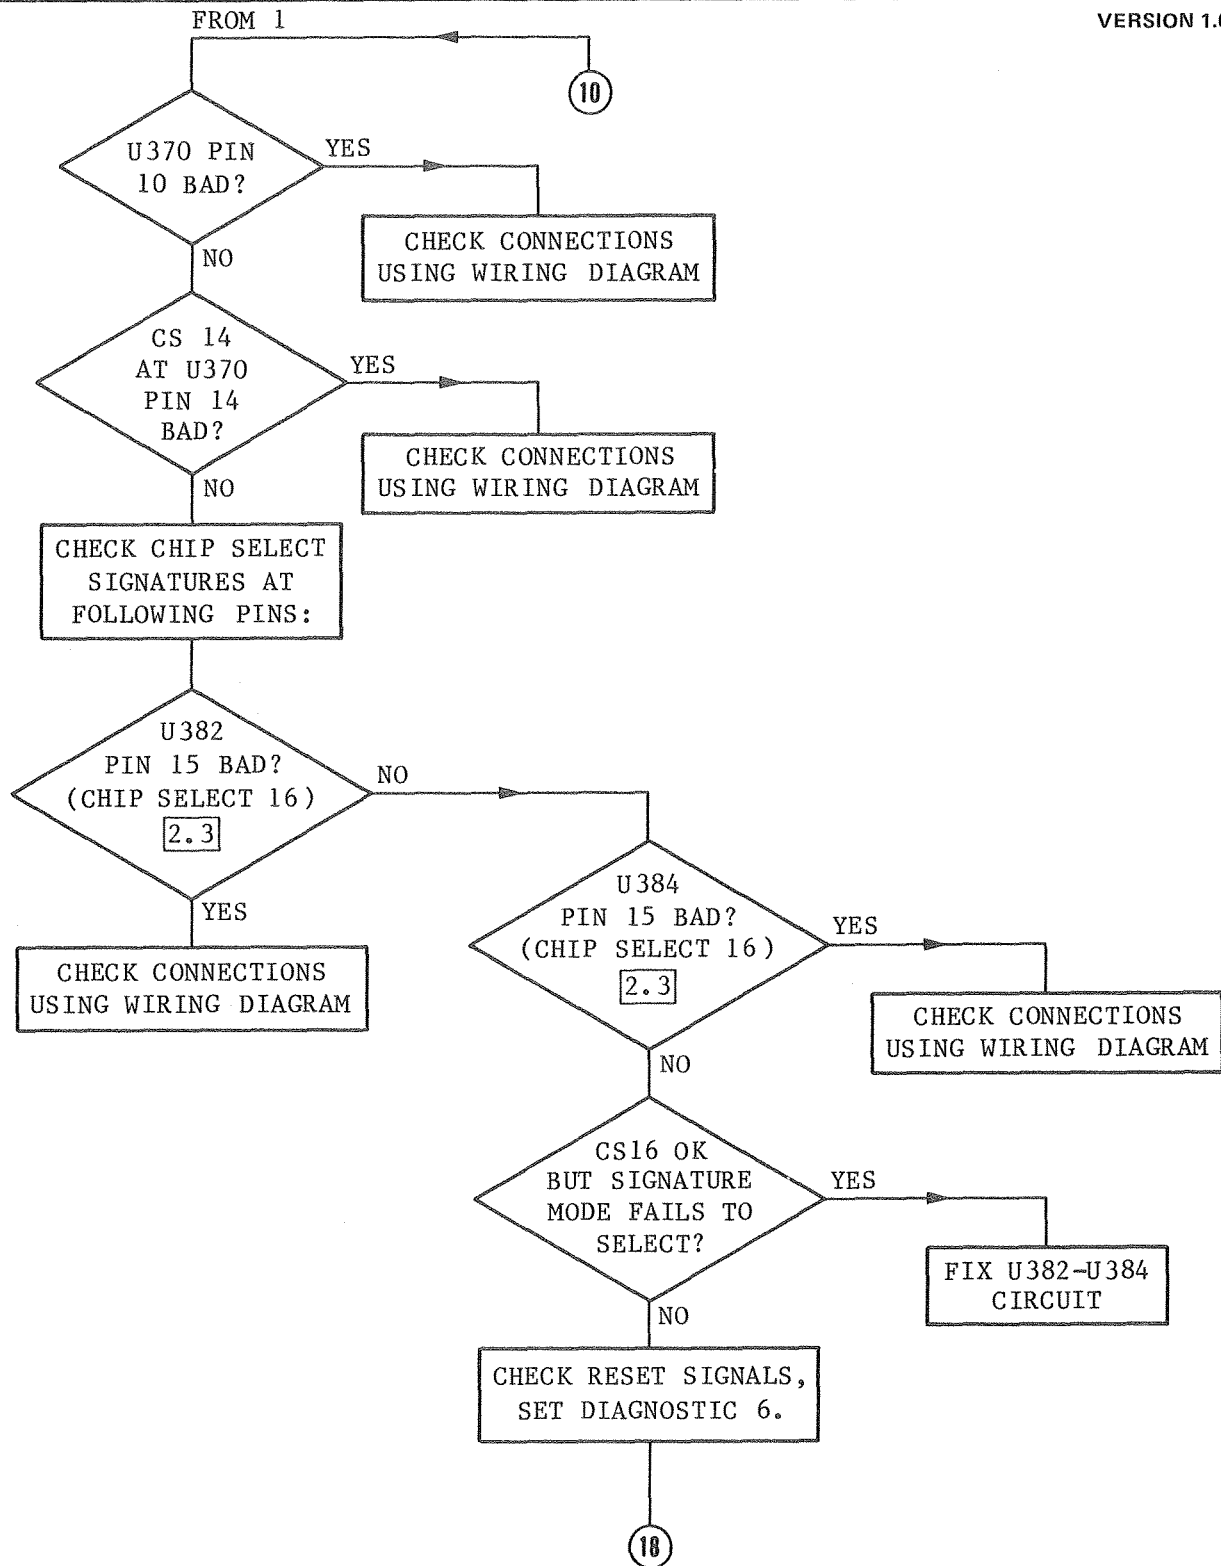 FROM 1
VERSION 1.0
10
U370 PIN
10 BAD?
YES
CHECK CONNECTIONS
USING WIRING DIAGRAM
NO
CS 14
AT U370
PIN 14
BAD?
YES
CHECK CONNECTIONS
USING WIRING DIAGRAM
NO
CHECK CHIP SELECT
SIGNATURES AT
FOLLOWING PINS:
U382
PIN 15 BAD?
(CHIP SELECT 16)
2.3
NO
YES
CHECK CONNECTIONS
USING WIRING DIAGRAM
U384
PIN 15 BAD?
(CHIP SELECT 16)
2.3
YES
CHECK CONNECTIONS
USING WIRING DIAGRAM
NO
CS16 OK
BUT SIGNATURE
MODE FAILS TO
SELECT?
YES
FIX U382-U384
CIRCUIT
NO
CHECK RESET SIGNALS,
SET DIAGNOSTIC 6.
18